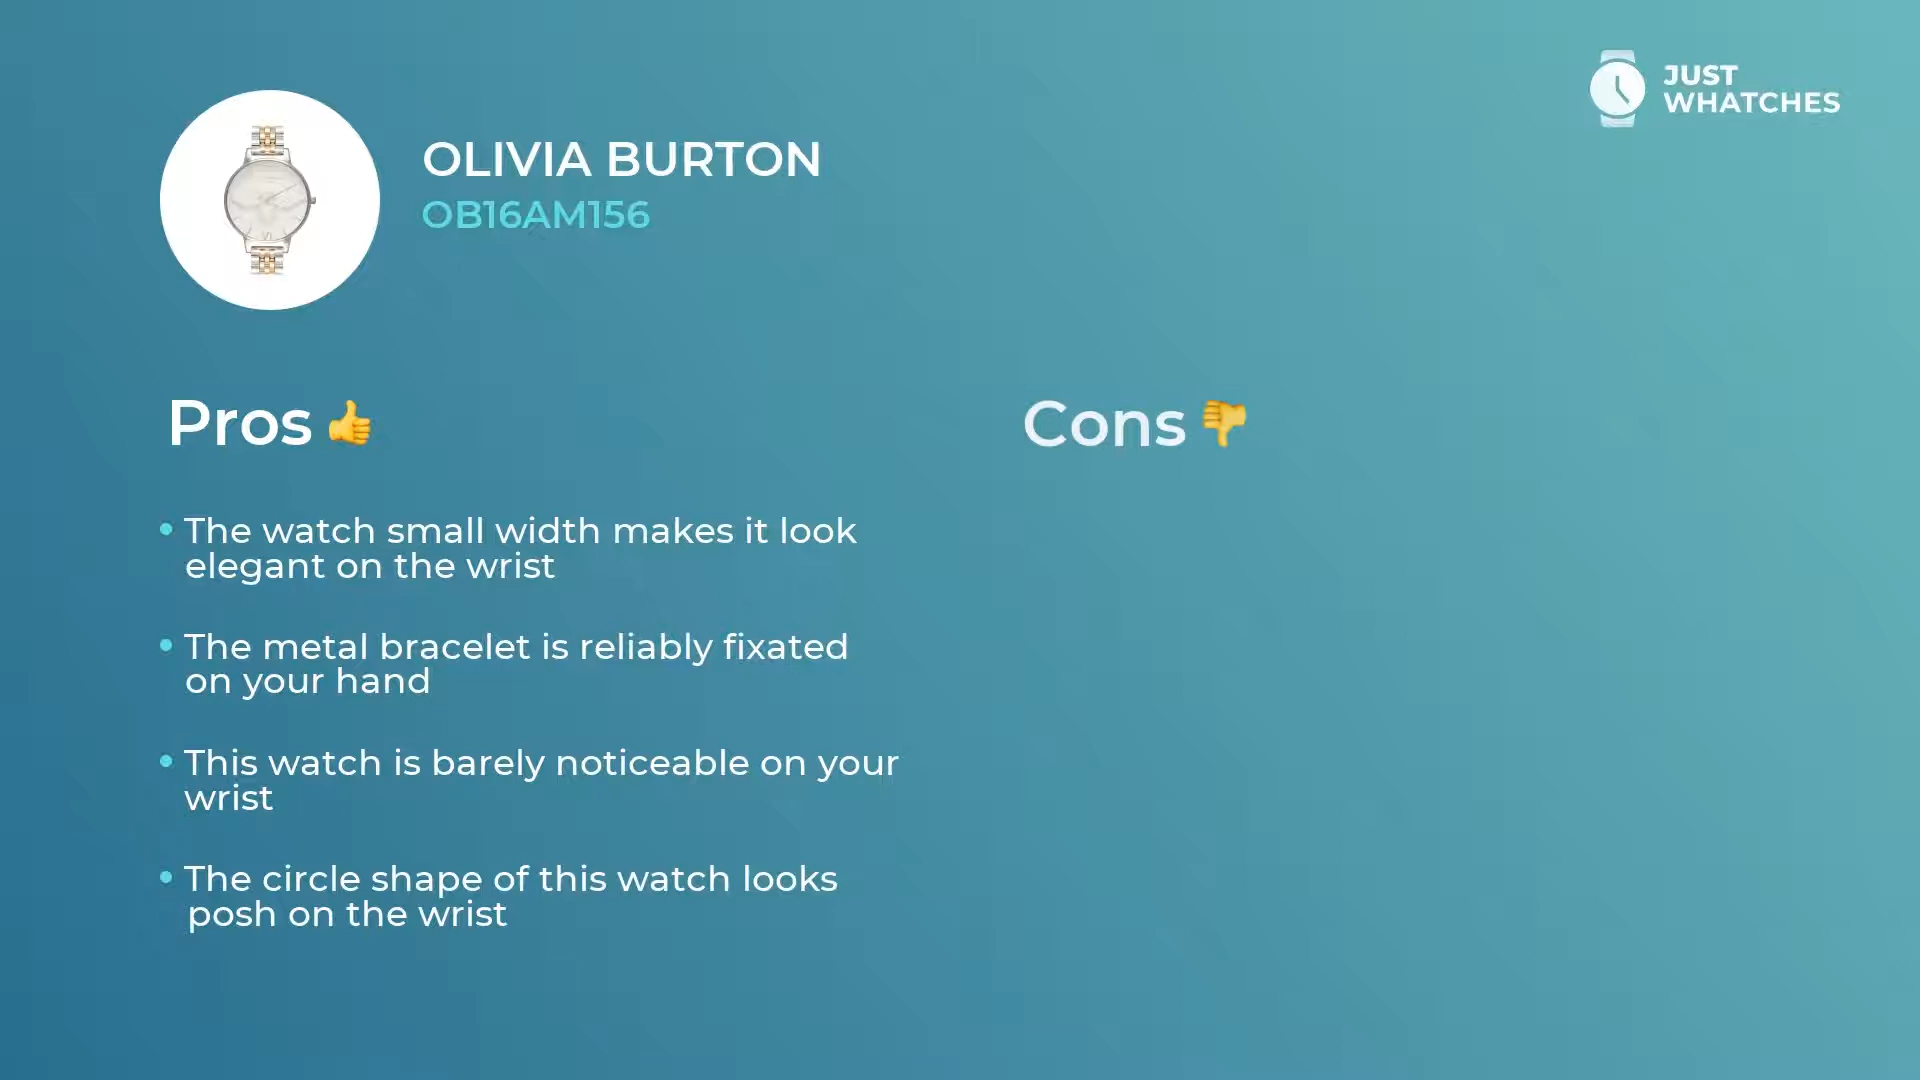 JUST
WHATCHES
OLIVIA BURTON
OB16AM156
Pros 👍
The watch small width makes it look
elegant on the wrist
The metal bracelet is reliably fixated
on your hand
This watch is barely noticeable on your
wrist
The circle shape of this watch looks
posh on the wrist
Cons 👎